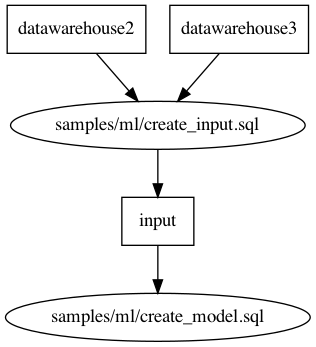 datawarehouse2
datawarehouse3
samples/ml/create_input.sql
input
samples/ml/create_model.sql